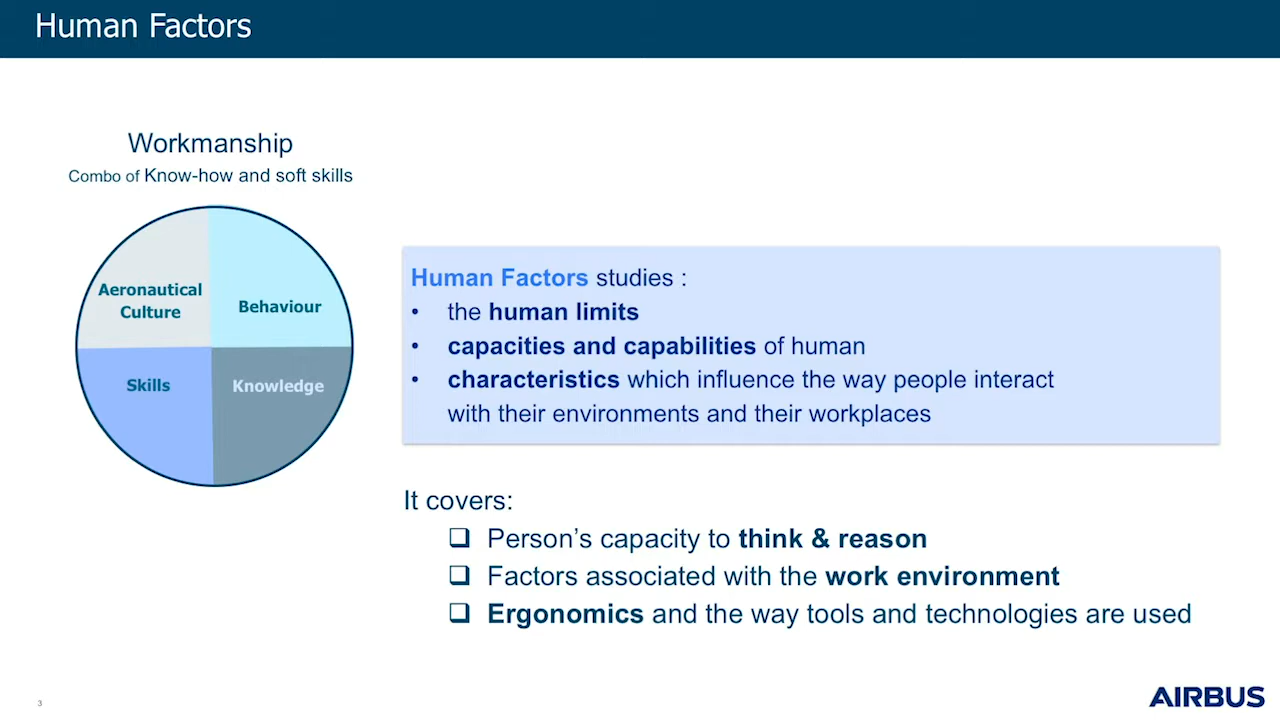 Human Factors
Workmanship
Combo of Know-how and soft skills
Aeronautical
Culture
Behaviour
Skills
Knowledge
Human Factors studies :
• the human limits
• capacities and capabilities of human
• characteristics which influence the way people interact
with their environments and their workplaces
It covers:
❑ Person’s capacity to think & reason
❑ Factors associated with the work environment
❑ Ergonomics and the way tools and technologies are used
3
AIRBUS